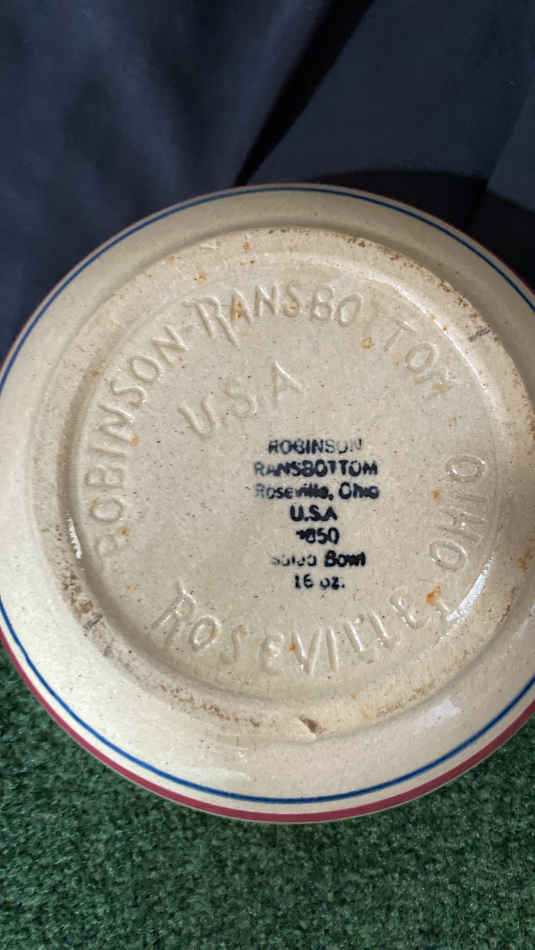 ROBINSON-RANSBOTTOM
U.S.A
ROSEVILLE, OHIO
ROBINSON
RANSBOTTOM
Roseville, Ohio
U.S.A
Bowl
16 oz.